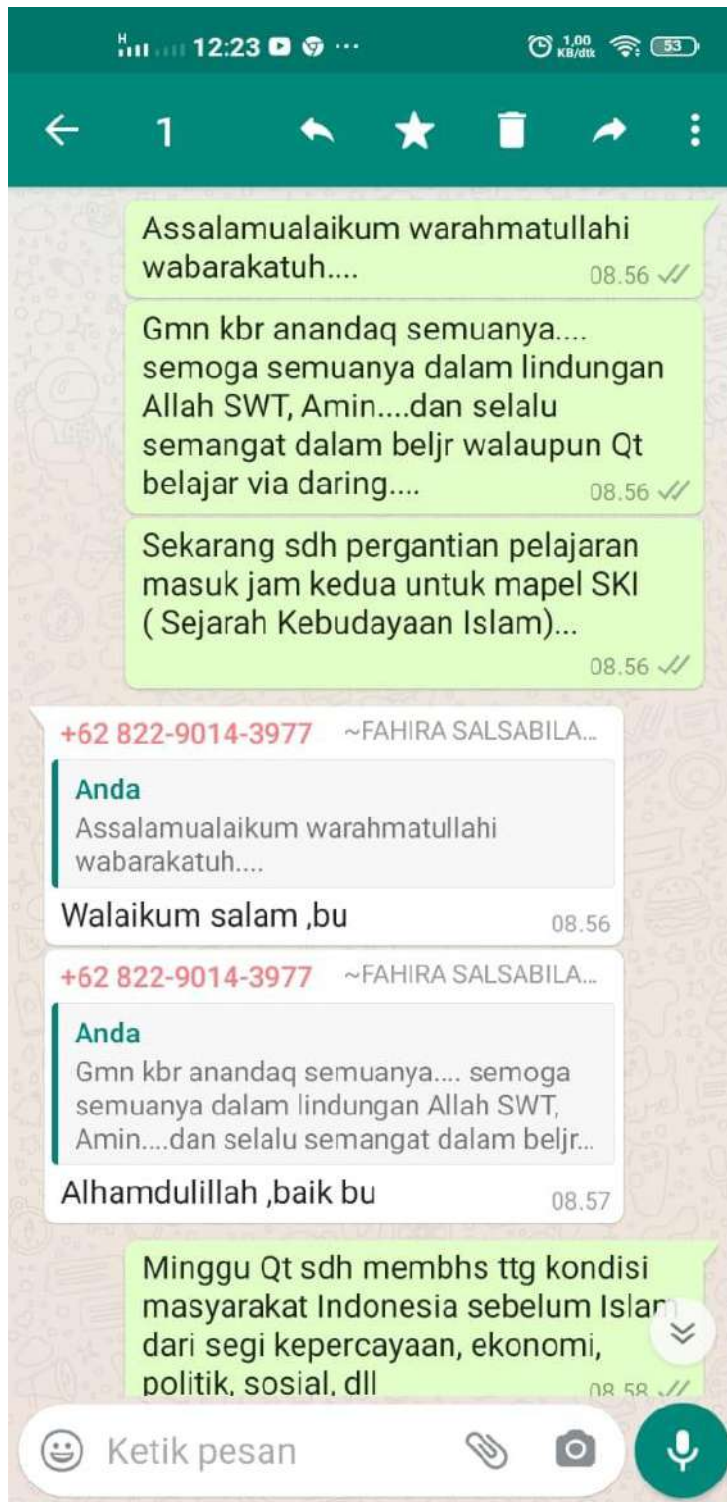 H 12:23 ... 1,00 KB/dtk 53
1
Assalamualaikum warahmatullahi
wabarakatuh....
08.56
Gmn kbr anandaq semuanya....
semoga semuanya dalam lindungan
Allah SWT, Amin....dan selalu
semangat dalam beljr walaupun Qt
belajar via daring....
08.56
Sekarang sdh pergantian pelajaran
masuk jam kedua untuk mapel SKI
( Sejarah Kebudayaan Islam)...
08.56
+62 822-9014-3977 ~FAHIRA SALSABILA...
Anda
Assalamualaikum warahmatullahi
wabarakatuh....
Walaikum salam ,bu
08.56
+62 822-9014-3977 ~FAHIRA SALSABILA...
Anda
Gmn kbr anandaq semuanya.... semoga
semuanya dalam lindungan Allah SWT,
Amin....dan selalu semangat dalam beljr...
Alhamdulillah ,baik bu
08.57
Minggu Qt sdh membhs ttg kondisi
masyarakat Indonesia sebelum Islam
dari segi kepercayaan, ekonomi,
politik, sosial, dll
08.58
Ketik pesan